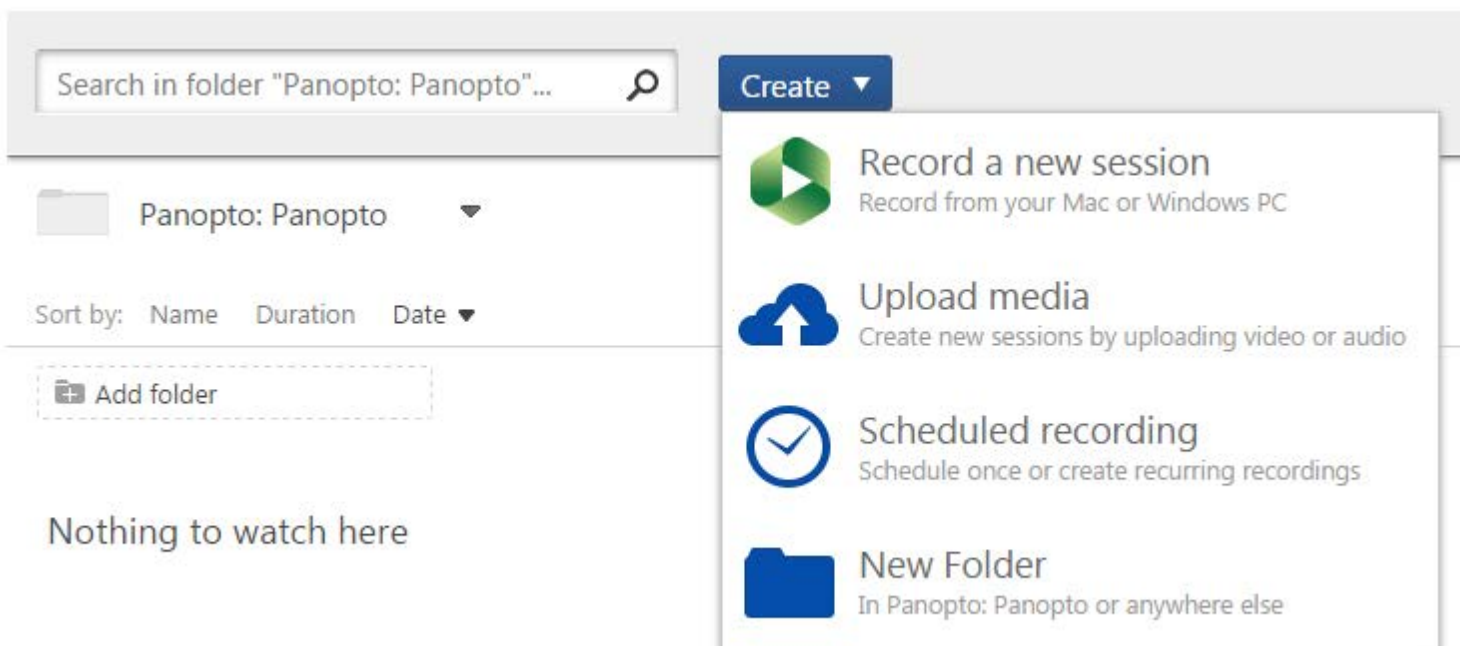 Search in folder "Panopto: Panopto"...
Create
Record a new session
Record from your Mac or Windows PC
Panopto: Panopto
Upload media
Create new sessions by uploading video or audio
Sort by: Name Duration Date
Add folder
Scheduled recording
Schedule once or create recurring recordings
Nothing to watch here
New Folder
In Panopto: Panopto or anywhere else